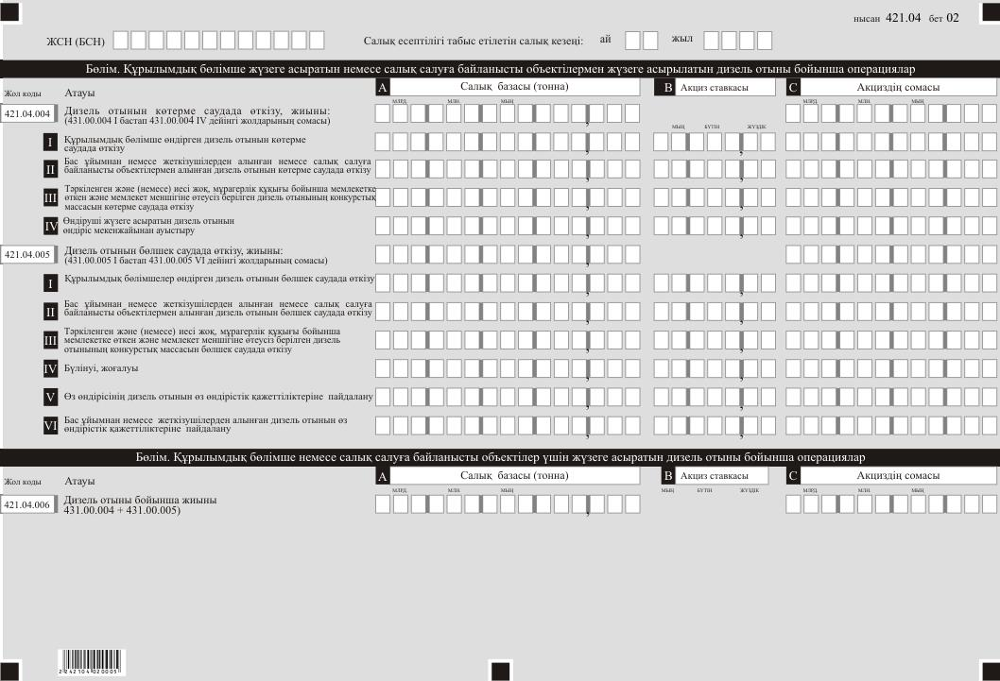 нысан 421.04 бет 02
ЖСН (БСН) Салық есептілігі табыс етілетін салық кезеңі: ай жыл
Бөлім. Құрылымдық бөлімше жүзеге асыратын немесе салық салуға байланысты объектілермен жүзеге асырылатын дизель отыны бойынша операциялар
Жол коды Атауы A Салық базасы (тонна) B Акциз ставкасы C Акциздің сомасы
МЛРД. МЛН. МЫҢ МЛРД. МЛН. МЫҢ
421.04.004 Дизель отынын көтерме саудада өткізу, жиыны:
(431.00.004 I бастап 431.00.004 IV дейінгі жолдарының сомасы) ,
МЫҢ БҮТІН ЖҮЗДІК
I Құрылымдық бөлімше өндірген дизель отынын көтерме
саудада өткізу , ,
II Бас ұйымнан немесе жеткізушілерден алынған немесе салық салуға
байланысты объектілермен алынған дизель отынын көтерме саудада өткізу , ,
III Тәркіленген және (немесе) иесі жоқ, мұрагерлік құқығы бойынша мемлекетке
өткен және мемлекет меншігіне өтеусіз берілген дизель отынының конкурстық
массасын көтерме саудада өткізу , ,
IV Өндіруші жүзеге асыратын дизель отынын
өндіріс мекенжайынан ауыстыру , ,
421.04.005 Дизель отынын бөлшек саудада өткізу, жиыны:
(431.00.005 I бастап 431.00.005 VI дейінгі жолдарының сомасы) ,
I Құрылымдық бөлімшелер өндірген дизель отынын бөлшек саудада өткізу , ,
II Бас ұйымнан немесе жеткізушілерден алынған немесе салық салуға
байланысты объектілермен алынған дизель отынын бөлшек саудада өткізу , ,
III Тәркіленген және (немесе) иесі жоқ, мұрагерлік құқығы бойынша
мемлекетке өткен және мемлекет меншігіне өтеусіз берілген дизель
отынының конкурстық массасын бөлшек саудада өткізу , ,
IV Бүлінуі, жоғалуы , ,
V Өз өндірісінің дизель отынын өз өндірістік қажеттіліктеріне пайдалану , ,
VI Бас ұйымнан немесе жеткізушілерден алынған дизель отынын өз
өндірістік қажеттіліктеріне пайдалану , ,
Бөлім. Құрылымдық бөлімше немесе салық салуға байланысты объектілер үшін жүзеге асыратын дизель отыны бойынша операциялар
Жол коды Атауы A Салық базасы (тонна) B Акциз ставкасы C Акциздің сомасы
МЛРД. МЛН. МЫҢ МЫҢ БҮТІН ЖҮЗДІК МЛРД. МЛН. МЫҢ
421.04.006 Дизель отыны бойынша жиыны
431.00.004 + 431.00.005) ,
2242104020005